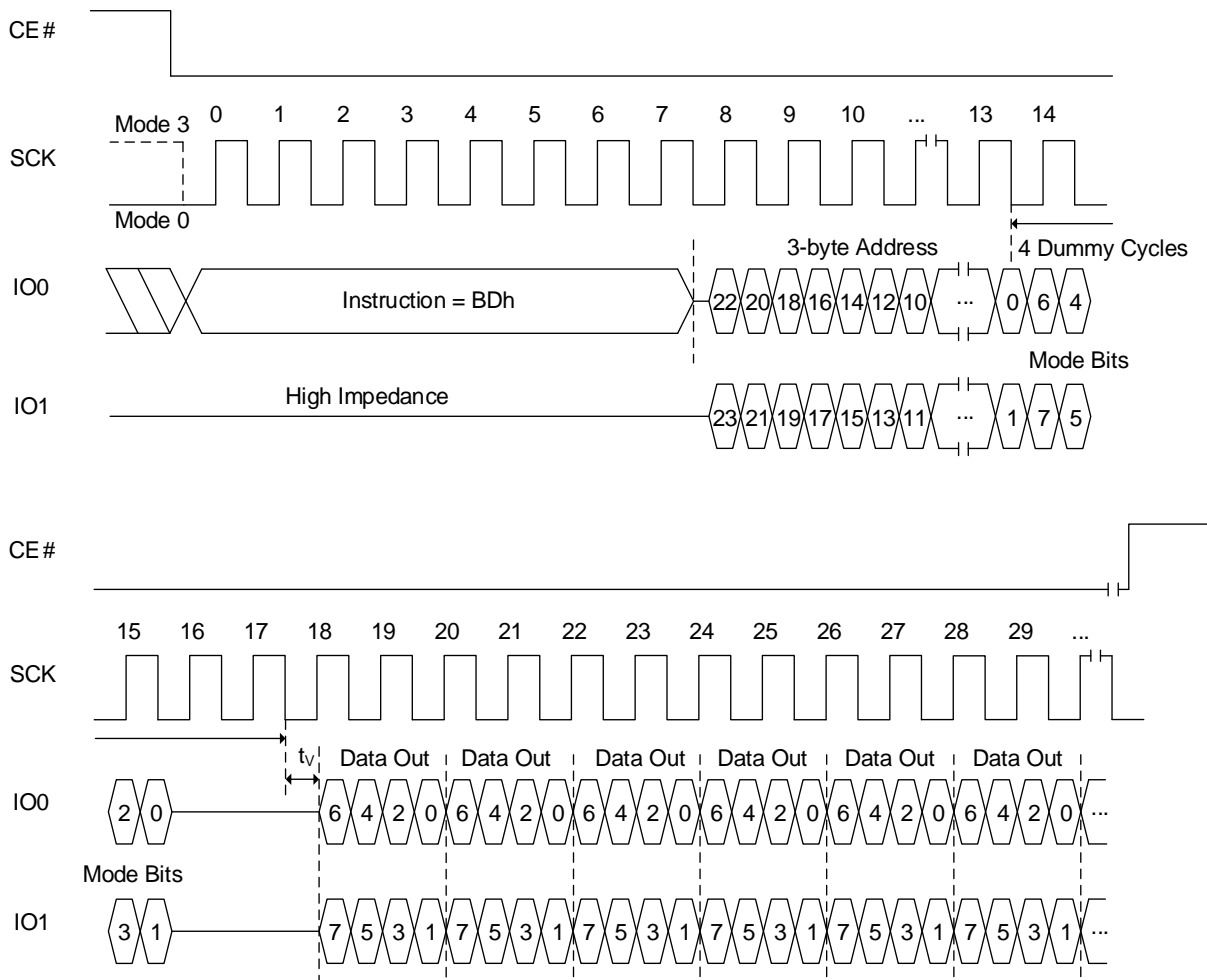 CE#
0 1 2 3 4 5 6 7 8 9 10 ... 13 14
Mode 3
SCK
Mode 0
3-byte Address 4 Dummy Cycles
IO0 Instruction = BDh 22 20 18 16 14 12 10 ... 0 6 4
Mode Bits
IO1 High Impedance 23 21 19 17 15 13 11 ... 1 7 5
CE#
15 16 17 18 19 20 21 22 23 24 25 26 27 28 29 ...
SCK
tV Data Out Data Out Data Out Data Out Data Out Data Out
IO0 2 0 6 4 2 0 6 4 2 0 6 4 2 0 6 4 2 0 6 4 2 0 6 4 2 0 ...
Mode Bits
IO1 3 1 7 5 3 1 7 5 3 1 7 5 3 1 7 5 3 1 7 5 3 1 7 5 3 1 ...